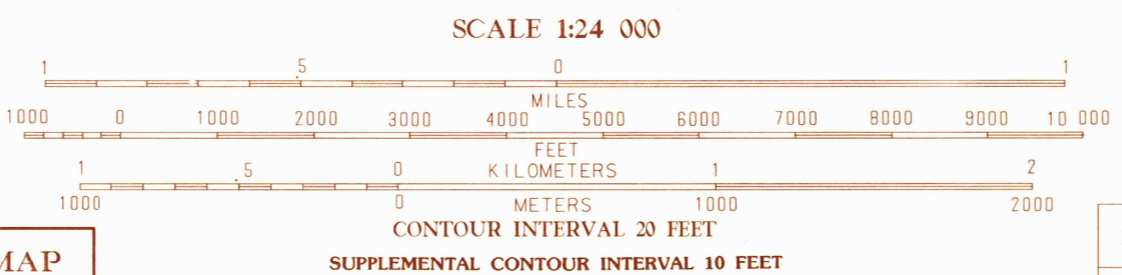 SCALE 1:24 000
1 .5 0 1
MILES
1000 0 1000 2000 3000 4000 5000 6000 7000 8000 9000 10 000
FEET
1 .5 0 KILOMETERS 1 2
1000 0 METERS 1000 2000
CONTOUR INTERVAL 20 FEET
MAP
SUPPLEMENTAL CONTOUR INTERVAL 10 FEET